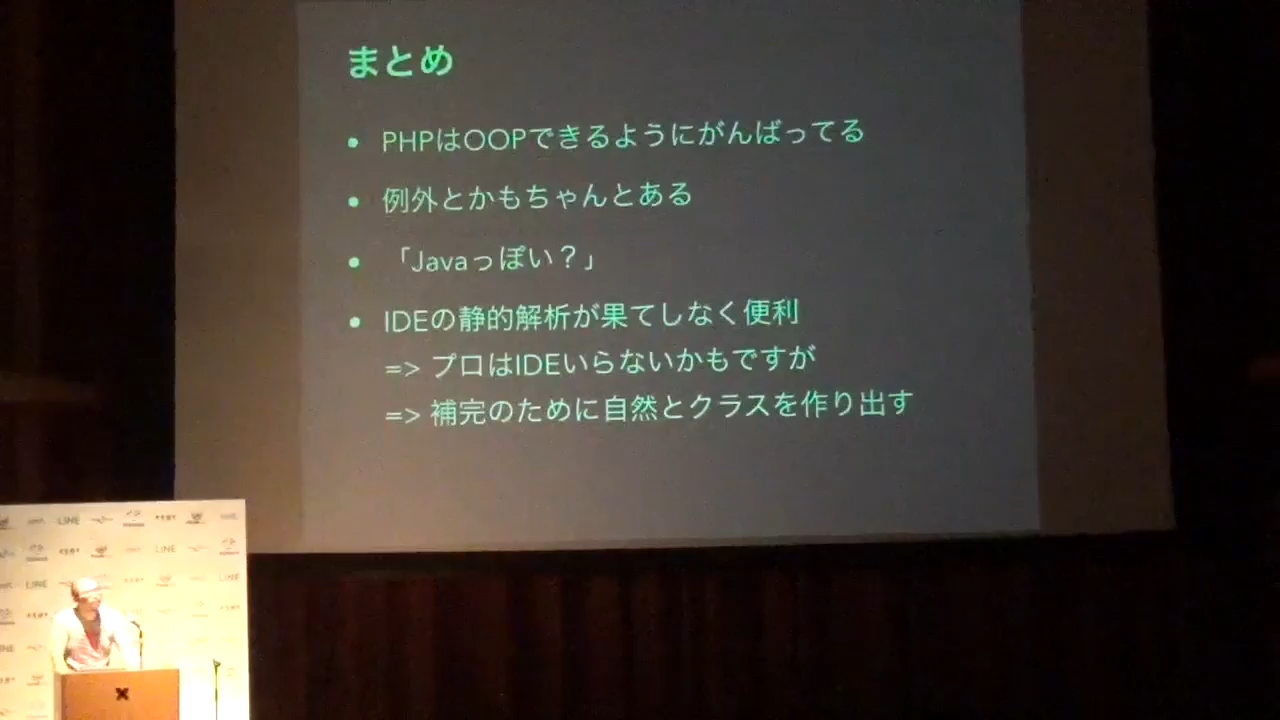 まとめ
• PHPはOOPできるようにがんばってる
• 例外とかもちゃんとある
• 「Javaっぽい？」
• IDEの静的解析が果てしなく便利
=> プロはIDEいらないかもですが
=> 補完のために自然とクラスを作り出す
LINE
LINE
LINE
LINE